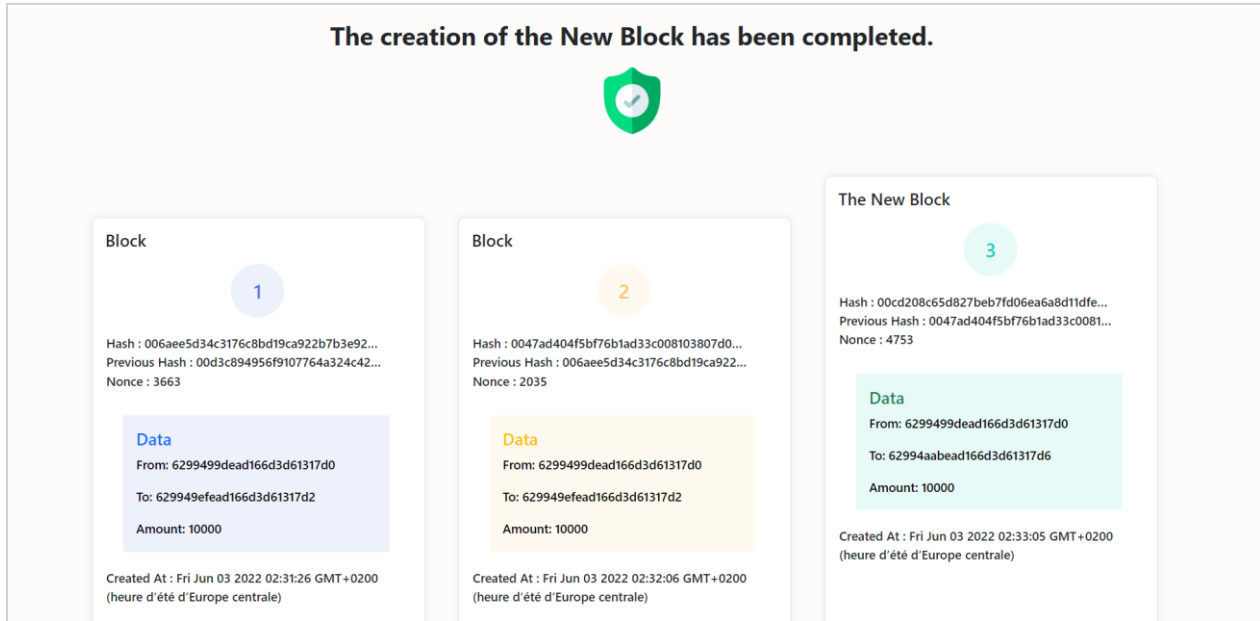 The creation of the New Block has been completed.
Block
1
Hash : 006aee5d34c3176c8bd19ca922b7b3e92...
Previous Hash : 00d3c894956f9107764a324c42...
Nonce : 3663
Data
From: 6299499dead166d3d61317d0
To: 629949efead166d3d61317d2
Amount: 10000
Created At : Fri Jun 03 2022 02:31:26 GMT+0200
(heure d'été d'Europe centrale)
Block
2
Hash : 0047ad404f5bf76b1ad33c008103807d0...
Previous Hash : 006aee5d34c3176c8bd19ca922...
Nonce : 2035
Data
From: 6299499dead166d3d61317d0
To: 629949efead166d3d61317d2
Amount: 10000
Created At : Fri Jun 03 2022 02:32:06 GMT+0200
(heure d'été d'Europe centrale)
The New Block
3
Hash : 00cd208c65d827beb7fd06ea6a8d11dfe...
Previous Hash : 0047ad404f5bf76b1ad33c0081...
Nonce : 4753
Data
From: 6299499dead166d3d61317d0
To: 62994aabead166d3d61317d6
Amount: 10000
Created At : Fri Jun 03 2022 02:33:05 GMT+0200
(heure d'été d'Europe centrale)